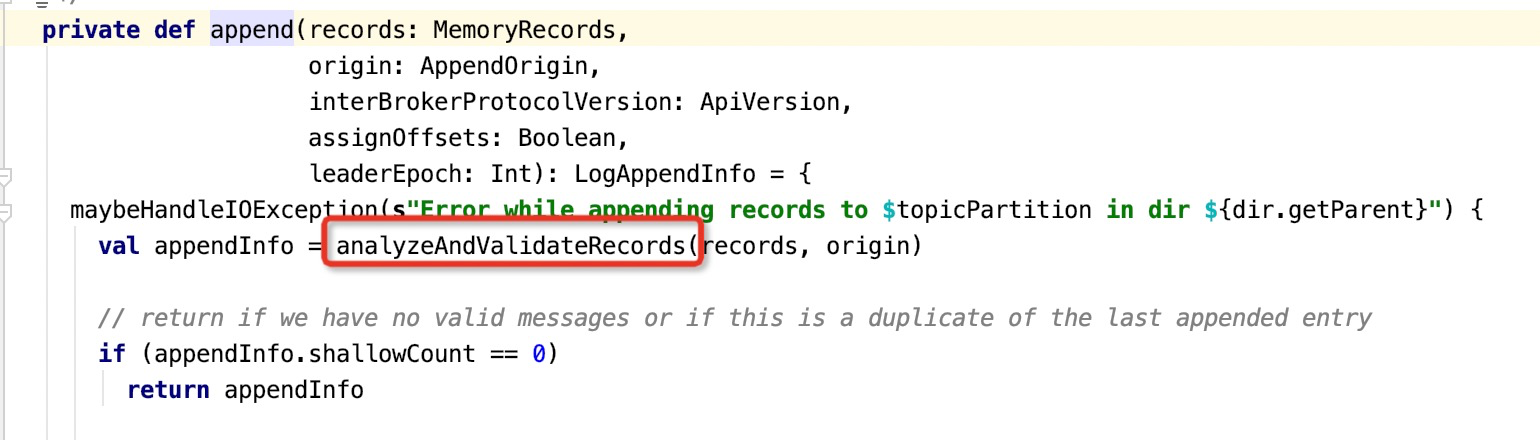 private def append(records: MemoryRecords,
origin: AppendOrigin,
interBrokerProtocolVersion: ApiVersion,
assignOffsets: Boolean,
leaderEpoch: Int): LogAppendInfo = {
maybeHandleIOException(s"Error while appending records to $topicPartition in dir ${dir.getParent}") {
val appendInfo = analyzeAndValidateRecords(records, origin)
// return if we have no valid messages or if this is a duplicate of the last appended entry
if (appendInfo.shallowCount == 0)
return appendInfo